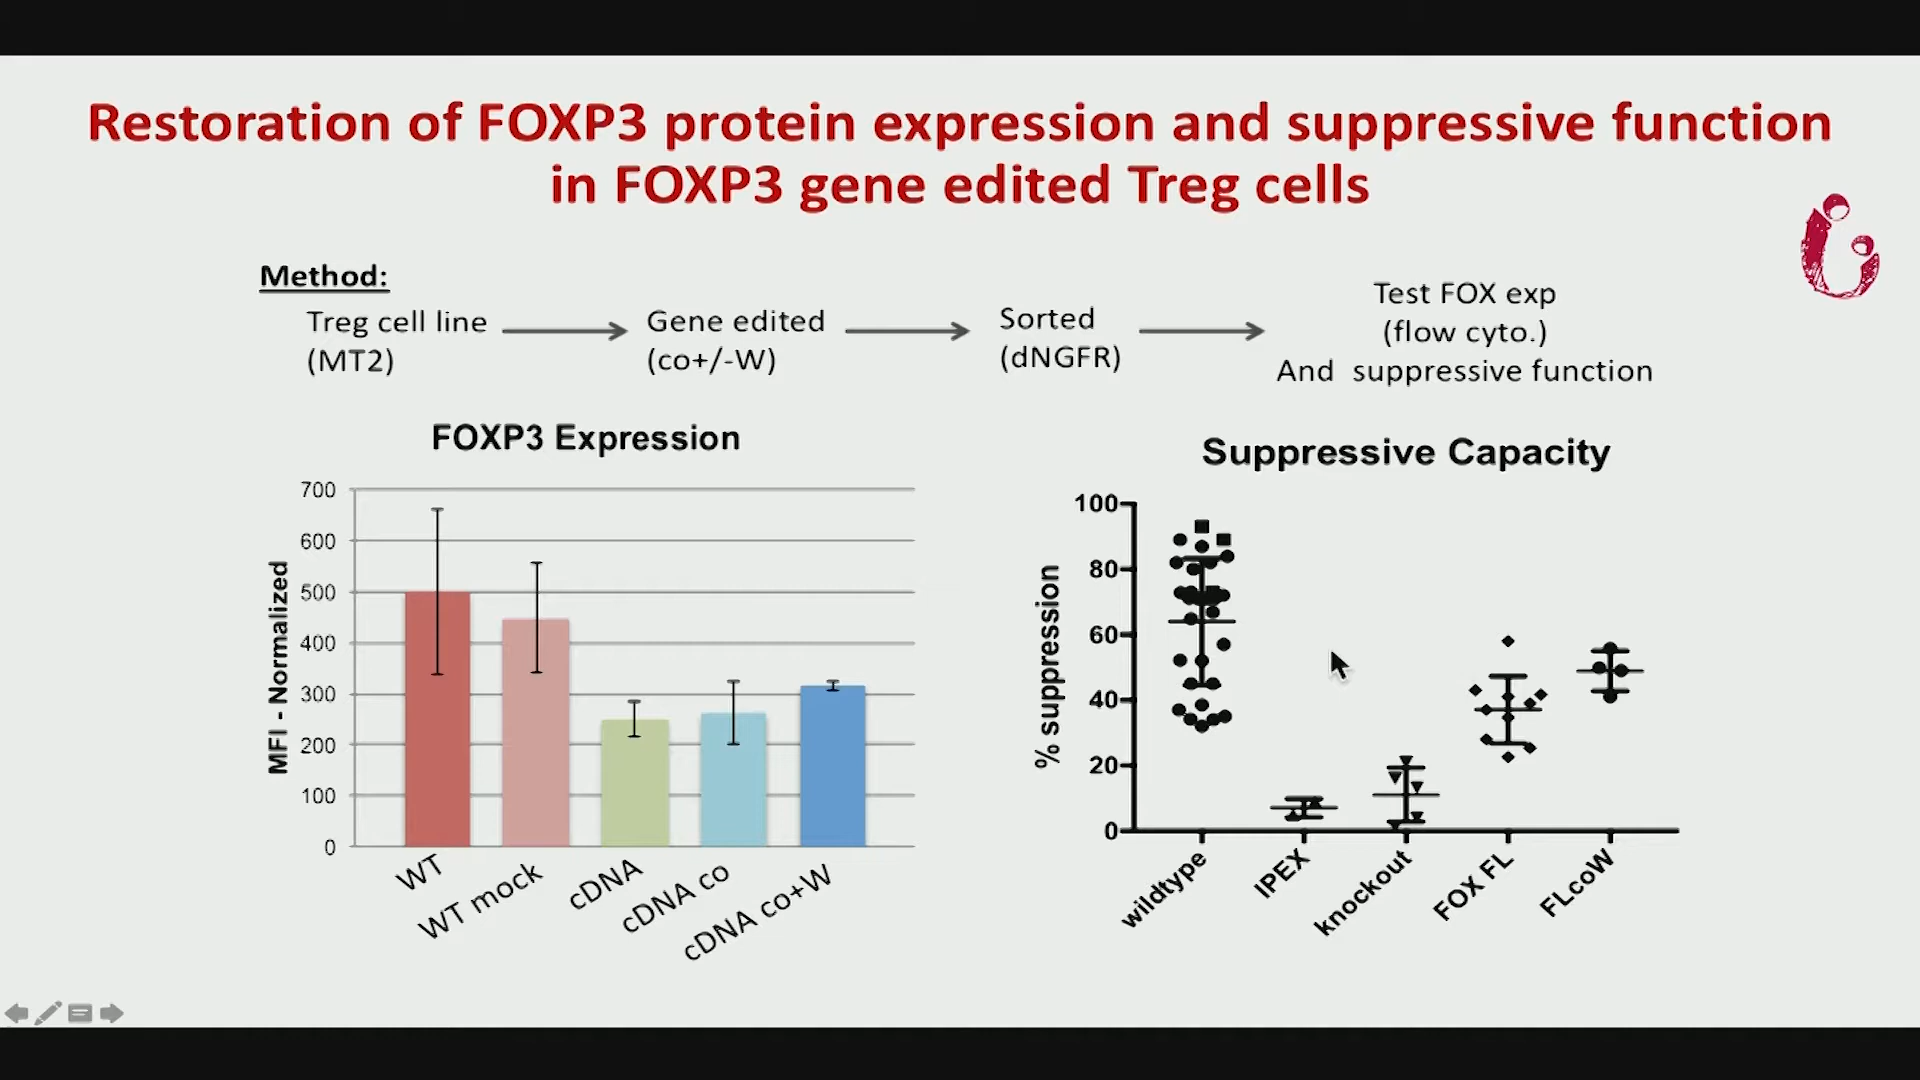 Restoration of FOXP3 protein expression and suppressive function
in FOXP3 gene edited Treg cells
Method:
Treg cell line
(MT2)
Gene edited
(co+/-W)
Sorted
(dNGFR)
Test FOX exp
(flow cyto.)
And suppressive function
FOXP3 Expression
MFI - Normalized
700
600
500
400
300
200
100
0
WT
WT mock
cDNA
cDNA co
cDNA co+W
Suppressive Capacity
% suppression
100
80
60
40
20
0
wildtype
IPEX
knockout
FOX FL
FLcoW